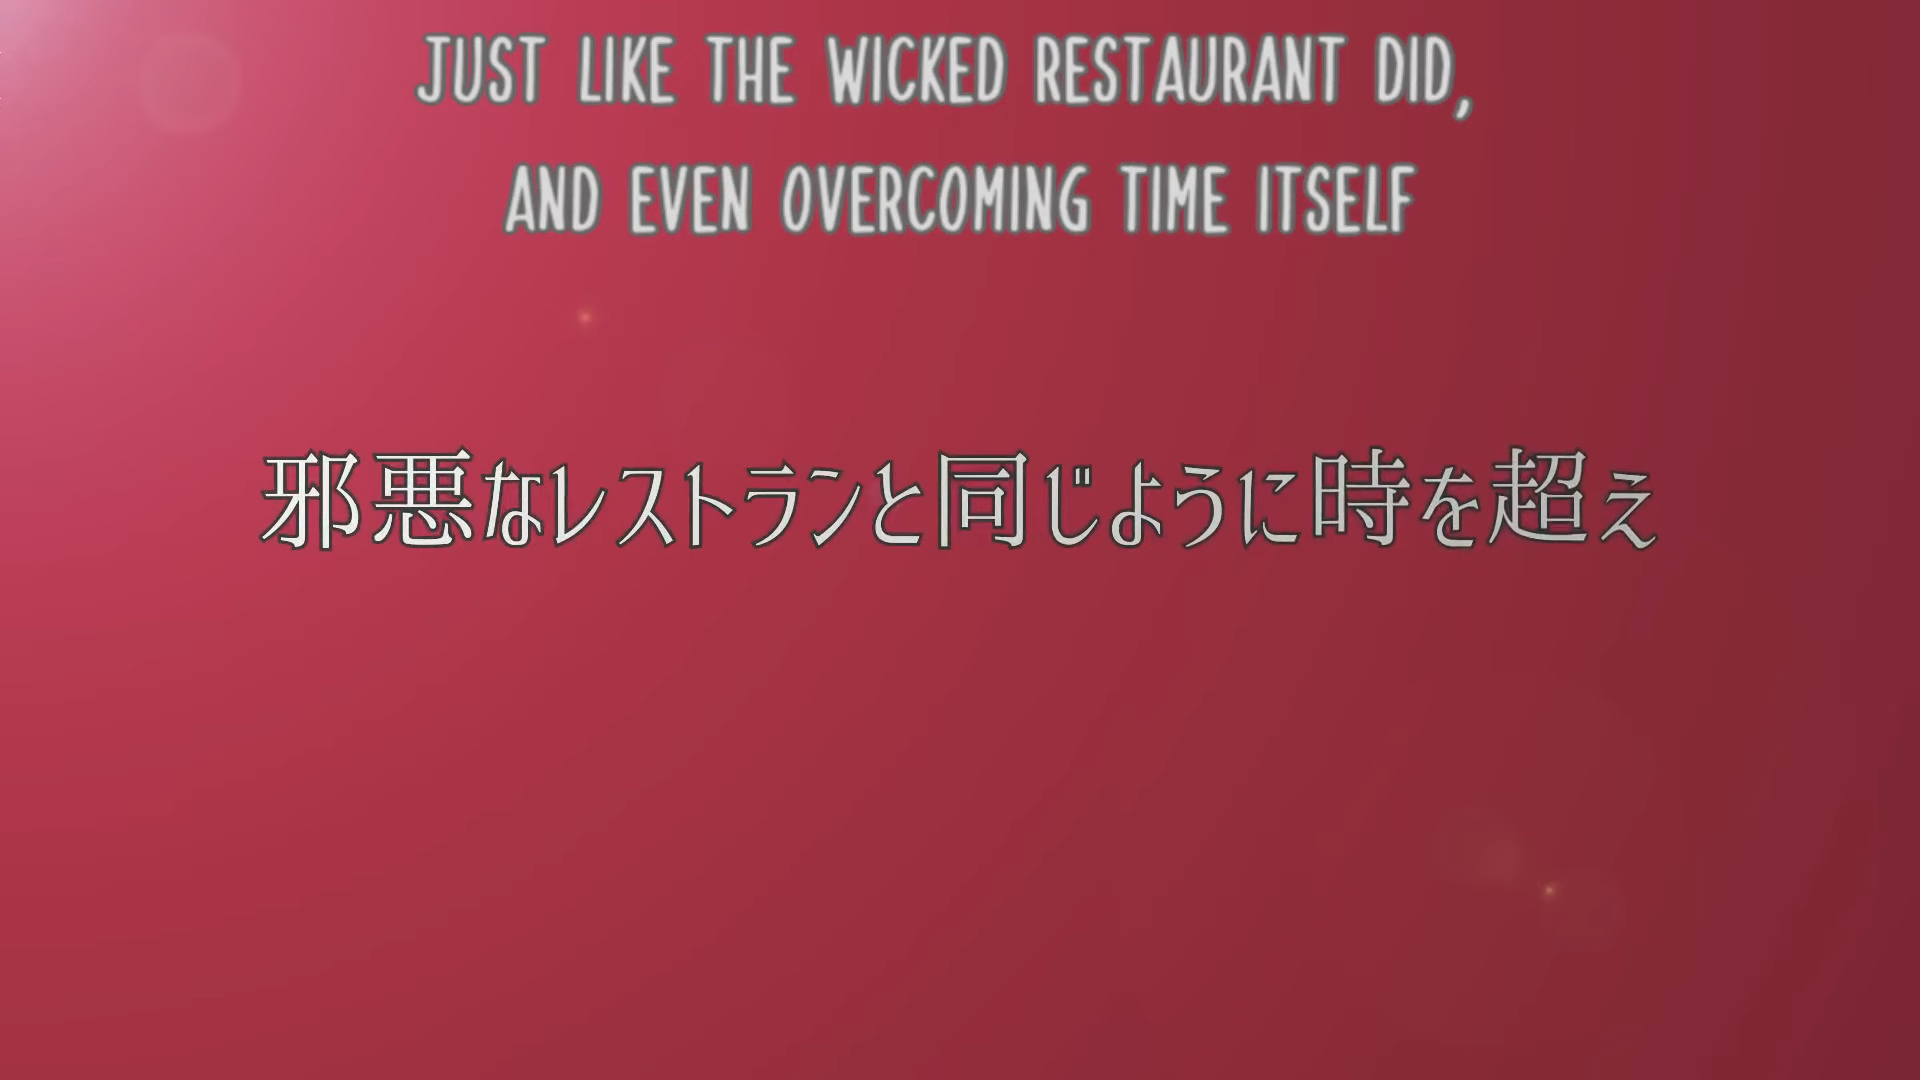 JUST LIKE THE WICKED RESTAURANT DID,
AND EVEN OVERCOMING TIME ITSELF
邪悪なレストランと同じように時を超え